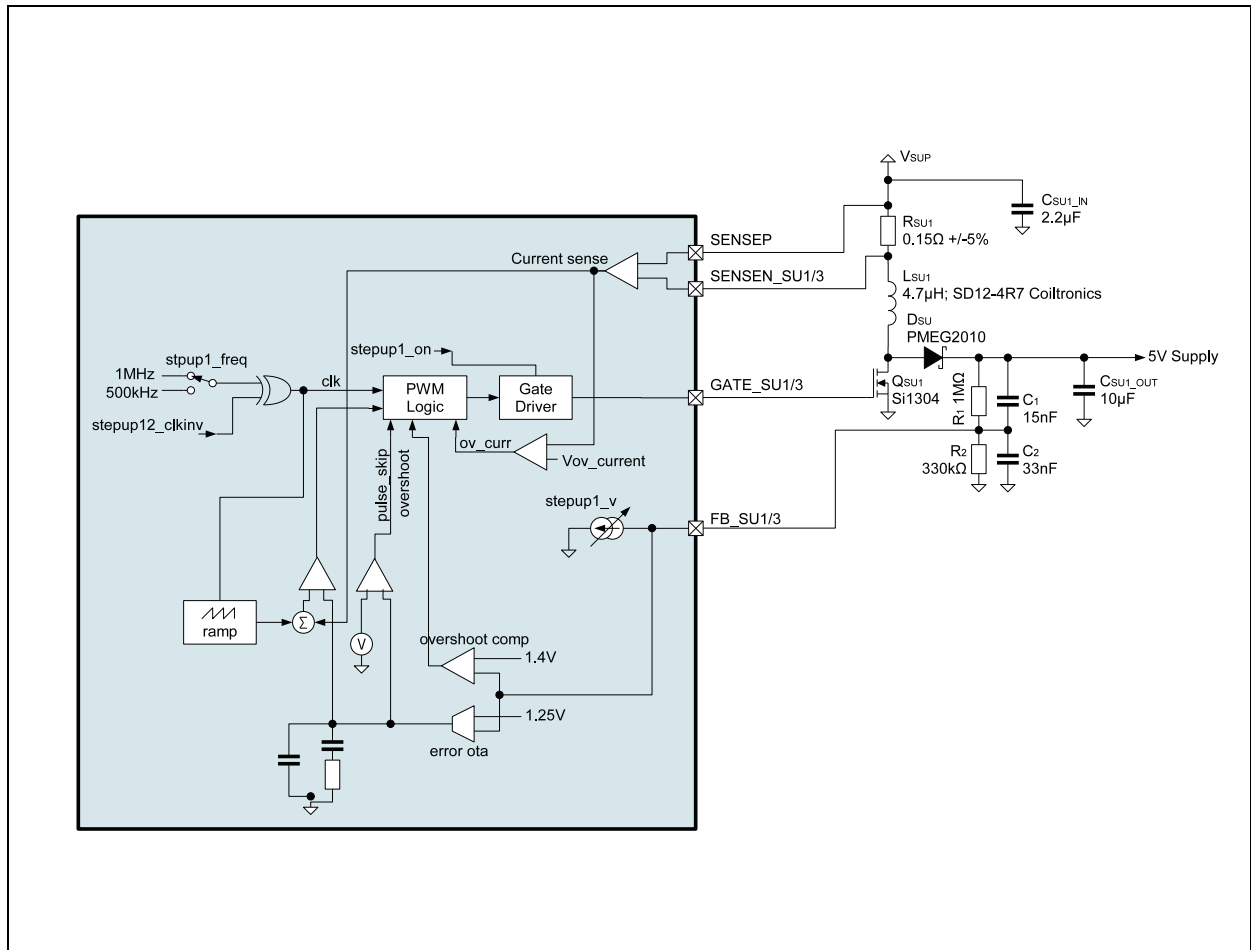 VSUP
CSU1_IN
2.2µF
RSU1
0.15Ω +/-5%
SENSEP
Current sense
SENSEN_SU1/3
LSU1
4.7µH; SD12-4R7 Coiltronics
DSU
PMEG2010
5V Supply
stepup1_on
stpup1_freq
1MHz
500kHz
clk
PWM
Logic
Gate
Driver
GATE_SU1/3
QSU1
Si1304
R1 1MΩ
C1
15nF
CSU1_OUT
10µF
stepup12_clkinv
ov_curr
Vov_current
pulse_skip
overshoot
R2
330kΩ
C2
33nF
stepup1_v
FB_SU1/3
ramp
Σ
V
overshoot comp
1.4V
1.25V
error ota